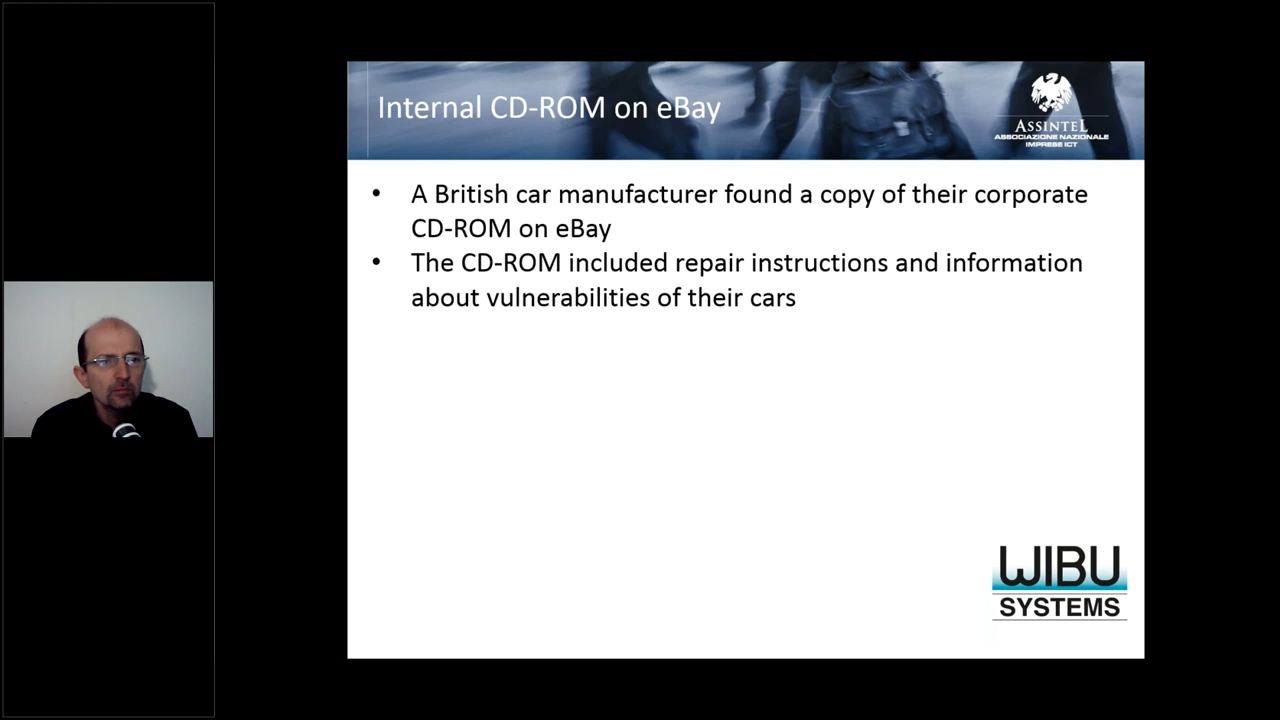 Internal CD-ROM on eBay
ASSINTEL
ASSOCIAZIONE NAZIONALE
IMPRESE ICT
• A British car manufacturer found a copy of their corporate
CD-ROM on eBay
• The CD-ROM included repair instructions and information
about vulnerabilities of their cars
WIBU
SYSTEMS